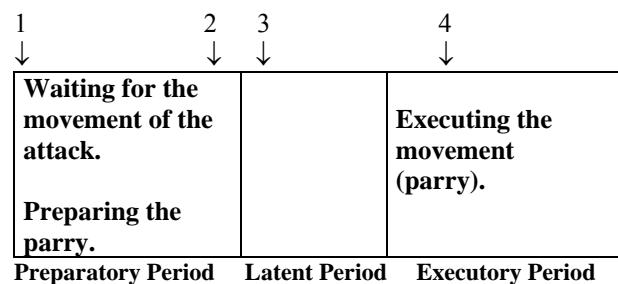 1 2 3 4
↓ ↓ ↓ ↓
Waiting for the
movement of the
attack.
Preparing the
parry.
Executing the
movement
(parry).
Preparatory Period Latent Period Executory Period